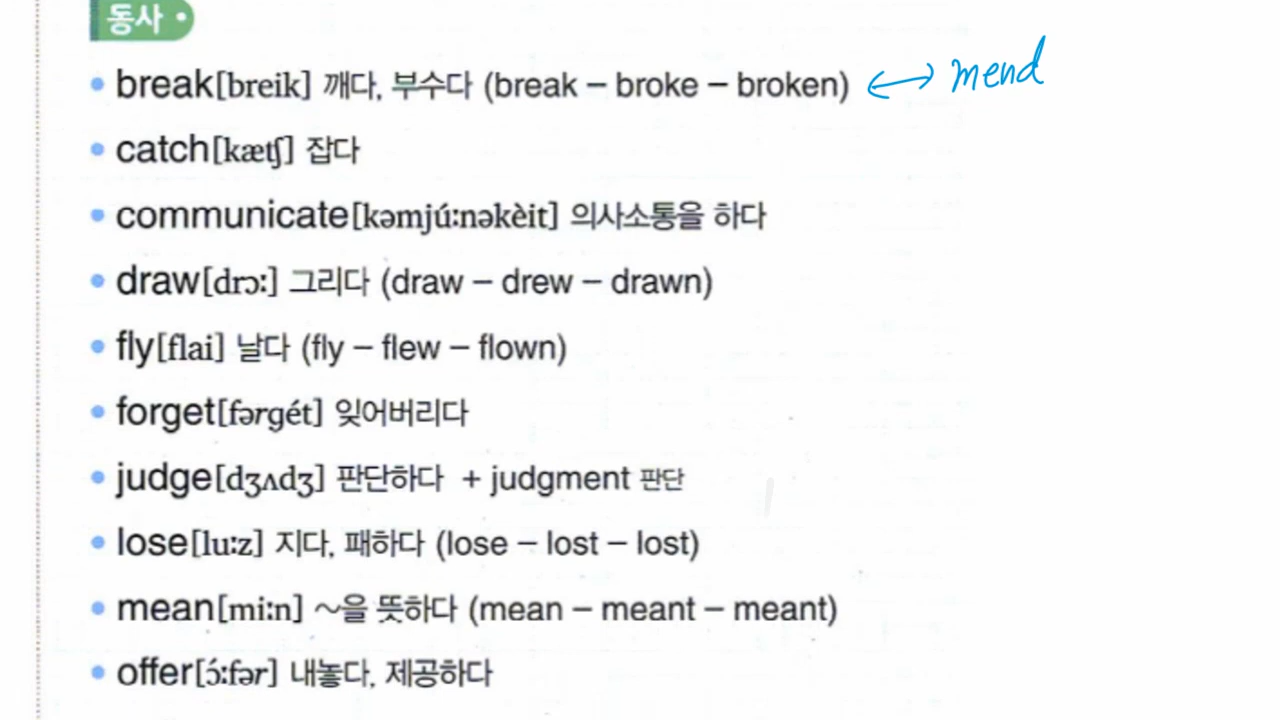 동사
break[breik] 깨다, 부수다 (break – broke – broken) ↔ mend
catch[kætʃ] 잡다
communicate[kəmjúːnəkèit] 의사소통을 하다
draw[drɔː] 그리다 (draw – drew – drawn)
fly[flai] 날다 (fly – flew – flown)
forget[fərgét] 잊어버리다
judge[dʒʌdʒ] 판단하다 + judgment 판단
lose[luːz] 지다, 패하다 (lose – lost – lost)
mean[miːn] ~을 뜻하다 (mean – meant – meant)
offer[ɔ́ːfər] 내놓다, 제공하다